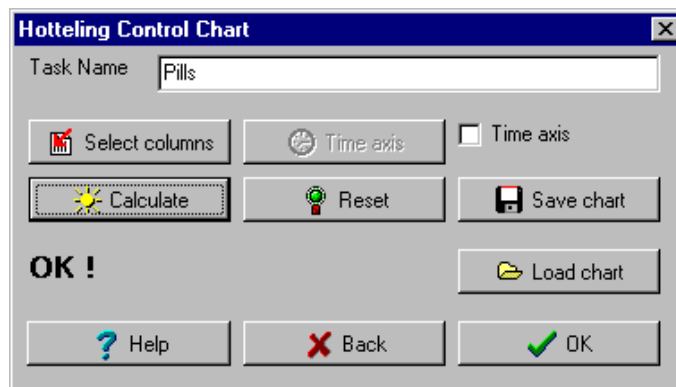 Hotteling Control Chart
Task Name Pills
Select columns Time axis Time axis
Calculate Reset Save chart
OK ! Load chart
Help Back OK